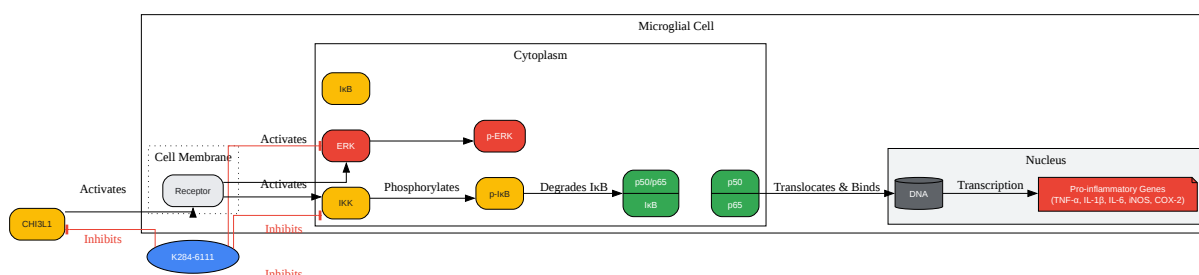 Microglial Cell
Cytoplasm
IκB
Activates
ERK
p-ERK
Cell Membrane
Nucleus
Activates
Receptor
Activates
IKK
Phosphorylates
p-IκB
Degrades IκB
p50/p65
IκB
p50
p65
Translocates & Binds
DNA
Transcription
Pro-inflammatory Genes
(TNF-α, IL-1β, IL-6, iNOS, COX-2)
CHI3L1
Inhibits
Inhibits
K284-6111
Inhibits